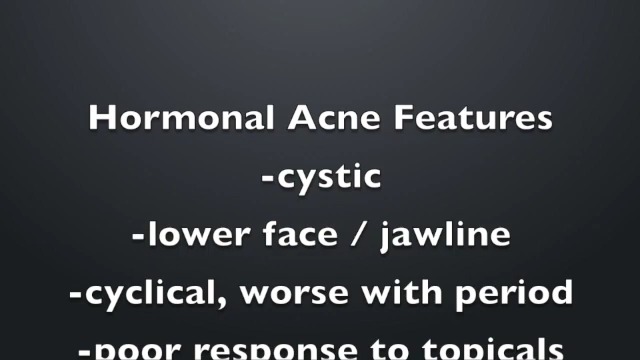 Hormonal Acne Features
-cystic
-lower face / jawline
-cyclical, worse with period
-poor response to topicals